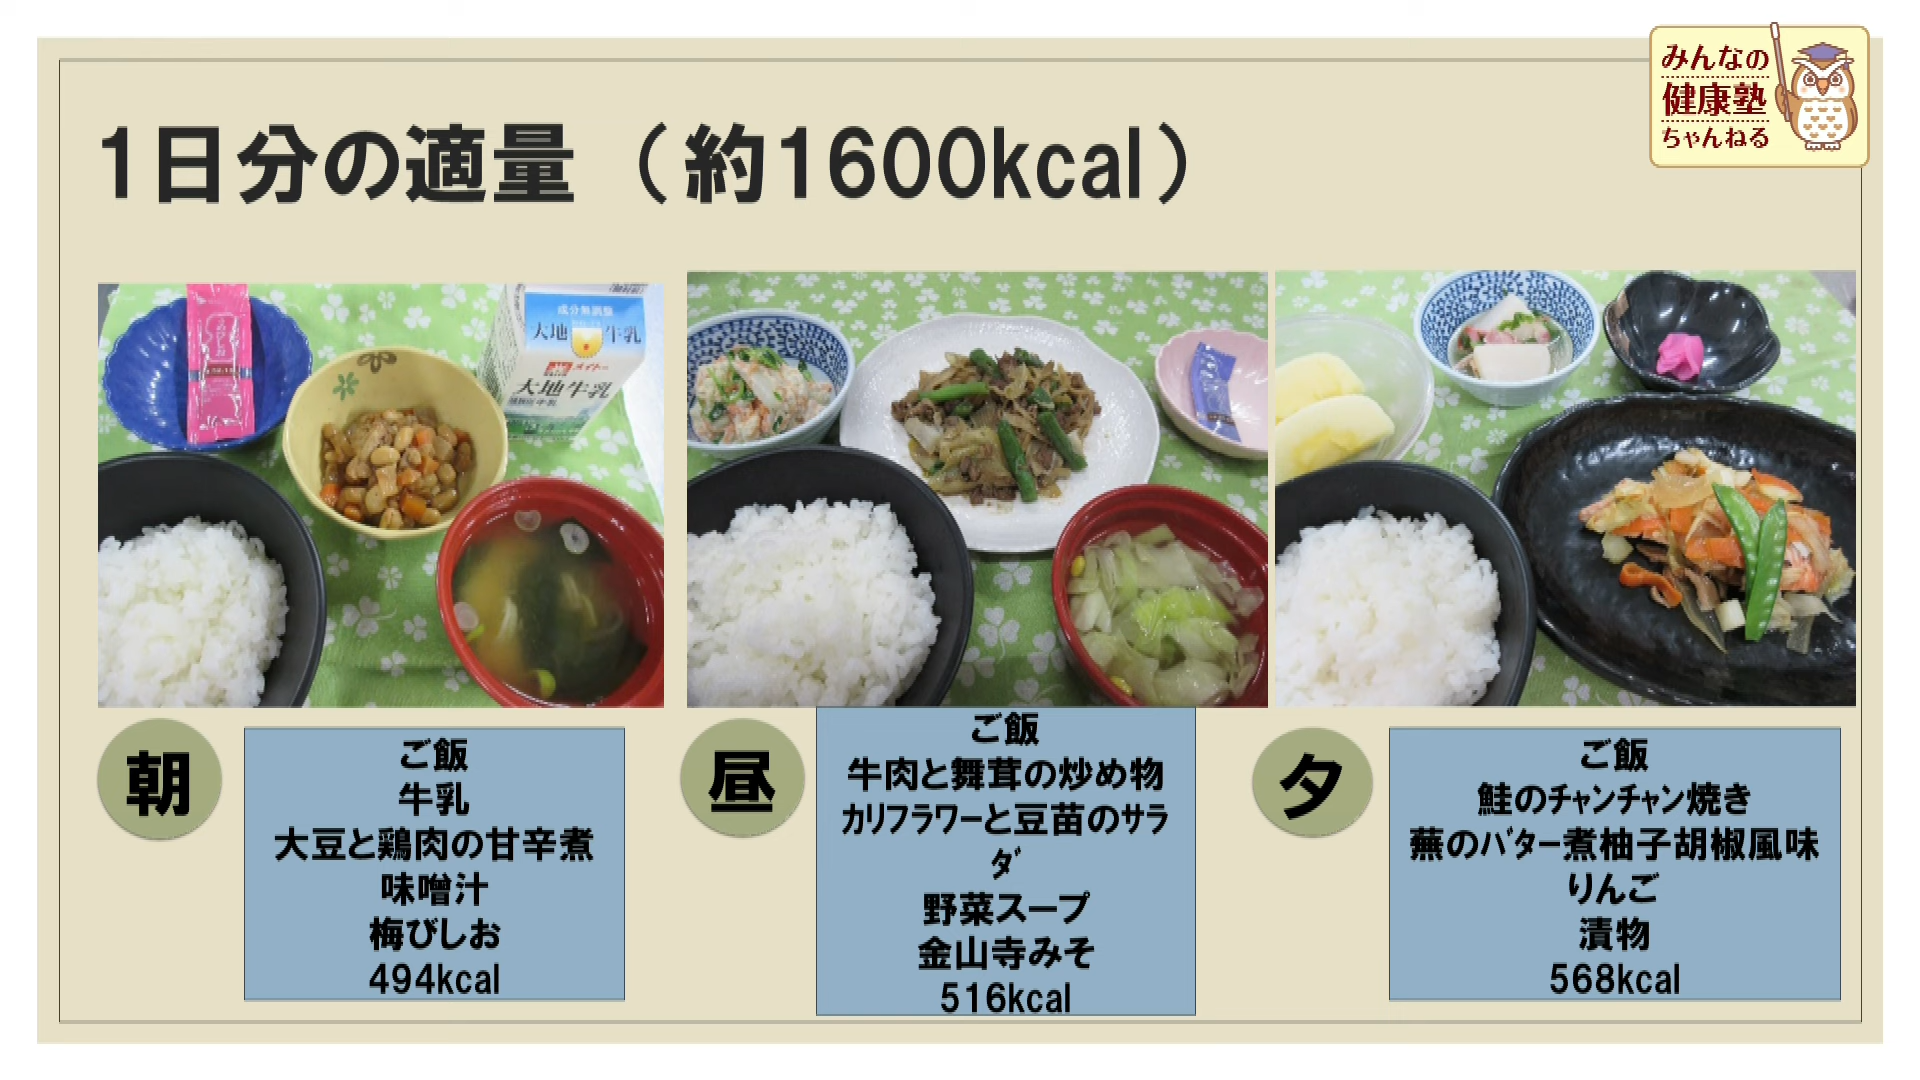 みんなの
健康塾
ちゃんねる
1日分の適量（約1600kcal）
成分無調整
大地 牛乳
メイトー
大地牛乳
朝
ご飯
牛乳
大豆と鶏肉の甘辛煮
味噌汁
梅びしお
494kcal
昼
ご飯
牛肉と舞茸の炒め物
ｶﾘﾌﾗﾜｰと豆苗のｻﾗ
ﾀﾞ
野菜スープ
金山寺みそ
516kcal
夕
ご飯
鮭のﾁｬﾝﾁｬﾝ焼き
蕪のﾊﾞﾀｰ煮柚子胡椒風味
りんご
漬物
568kcal